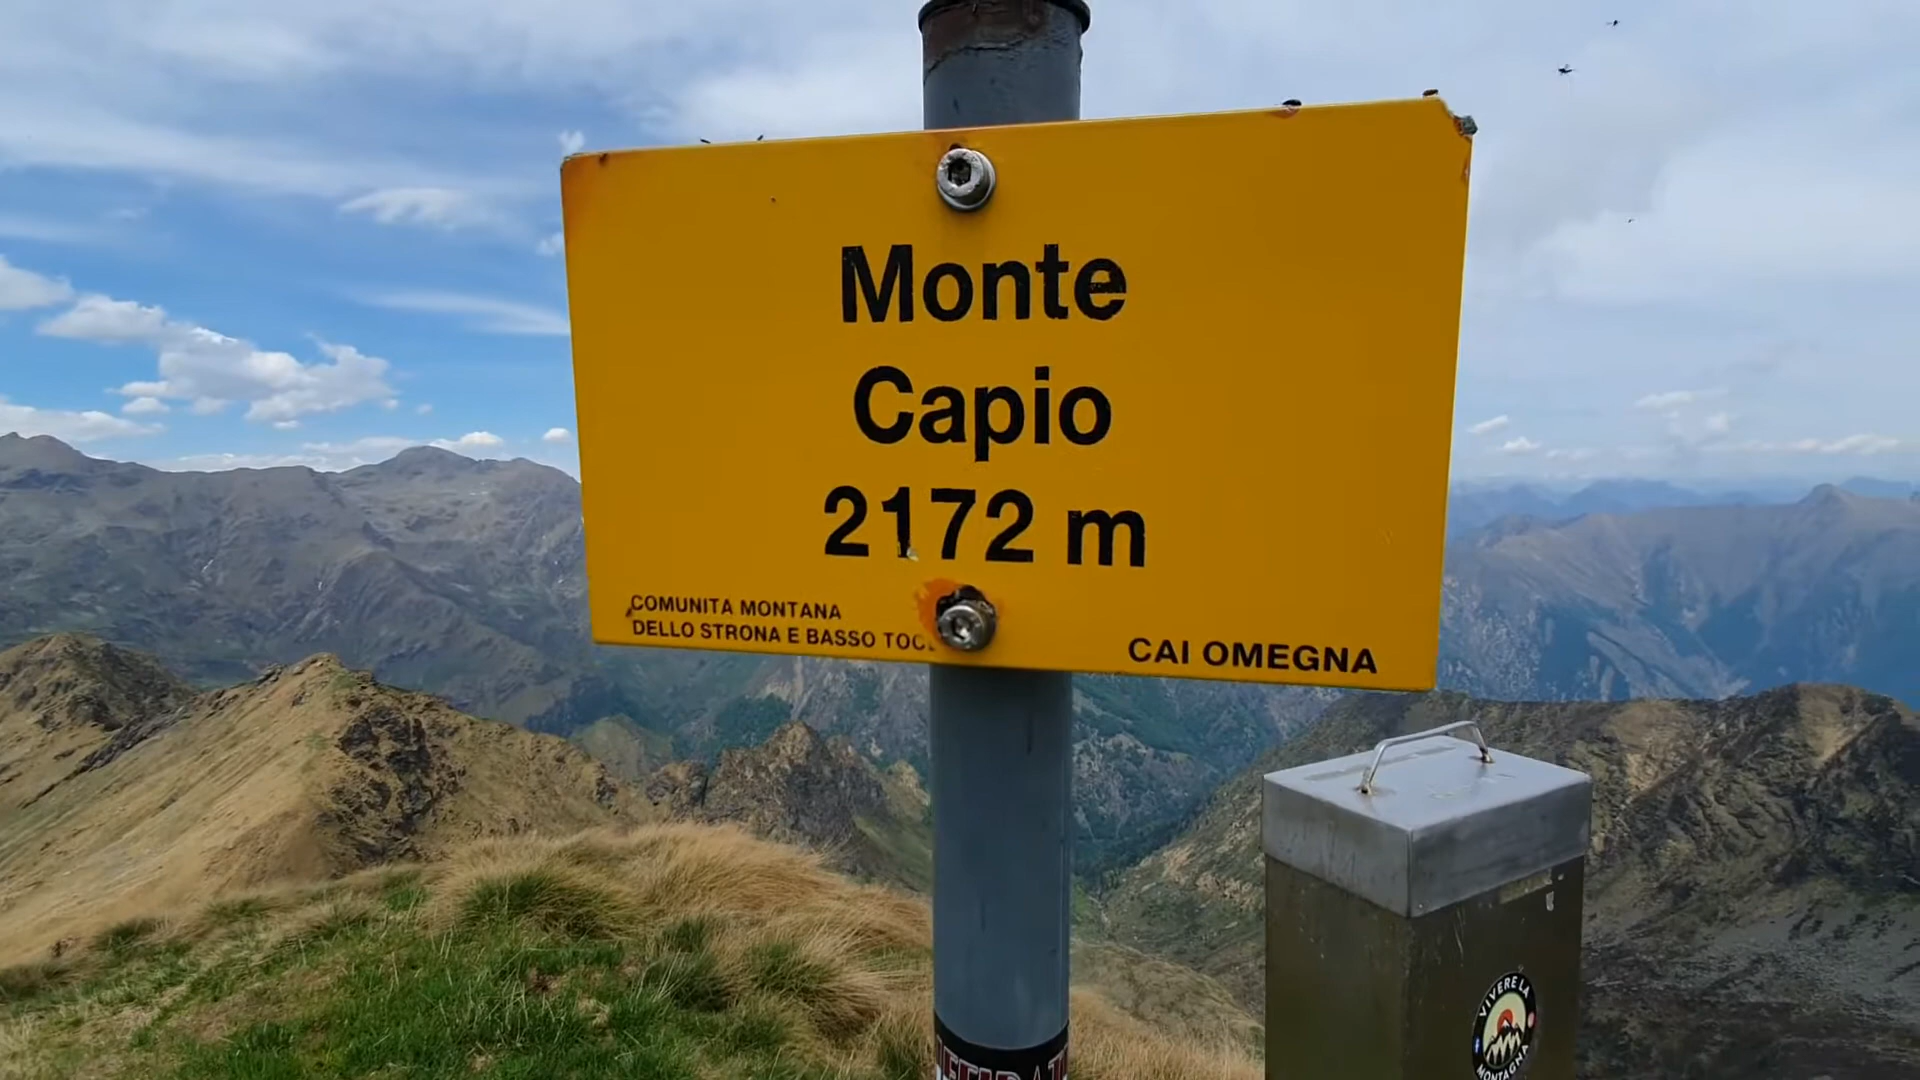 Monte
Capio
2172 m
COMUNITA MONTANA
DELLO STRONA E BASSO
CAI OMEGNA
VIVERE LA
MONTAGNA